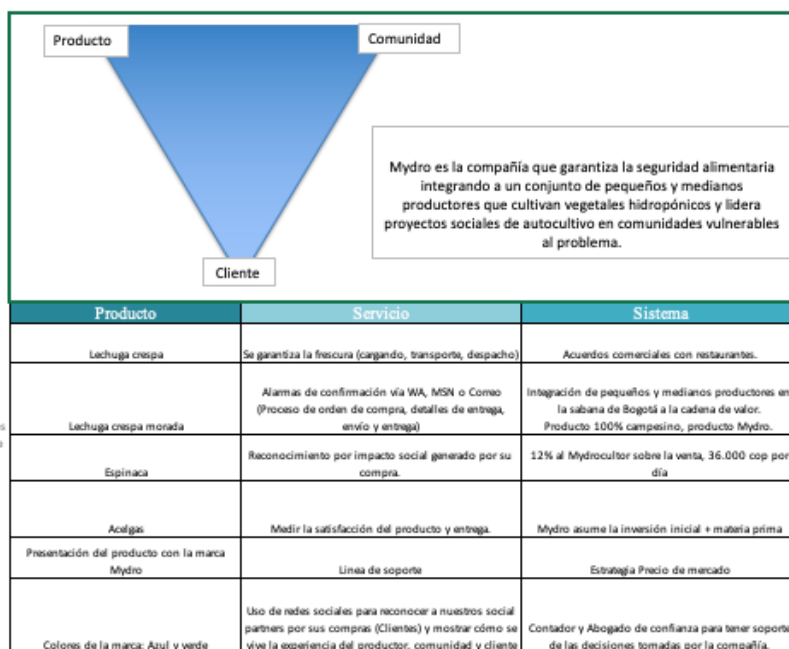 Producto
Comunidad
Mydro es la compañía que garantiza la seguridad alimentaria
integrando a un conjunto de pequeños y medianos
productores que cultivan vegetales hidropónicos y lidera
proyectos sociales de autocultivo en comunidades vulnerables
al problema.
Cliente
Producto
Servicio
Sistema
Lechuga crespa
Se garantiza la frescura (cargando, transporte, despacho)
Acuerdos comerciales con restaurantes.
Lechuga crespa morada
Alarmas de confirmación vía WA, MSN o Correo
(Proceso de orden de compra, detalles de entrega,
envío y entrega)
Integración de pequeños y medianos productores en
la sabana de Bogotá a la cadena de valor.
Producto 100% campesino, producto Mydro.
Espinaca
Reconocimiento por impacto social generado por su
compra.
12% al Mydrocultor sobre la venta, 36.000 cop por
día
Acelgas
Medir la satisfacción del producto y entrega.
Mydro asume la inversión inicial + materia prima
Presentación del producto con la marca
Mydro
Linea de soporte
Estrategia Precio de mercado
Colores de la marca: Azul y verde
Uso de redes sociales para reconocer a nuestros social
partners por sus compras (Clientes) y mostrar cómo se
vive la experiencia del productor, comunidad y cliente
Contador y Abogado de confianza para tener soporte
de las decisiones tomadas por la compañía.